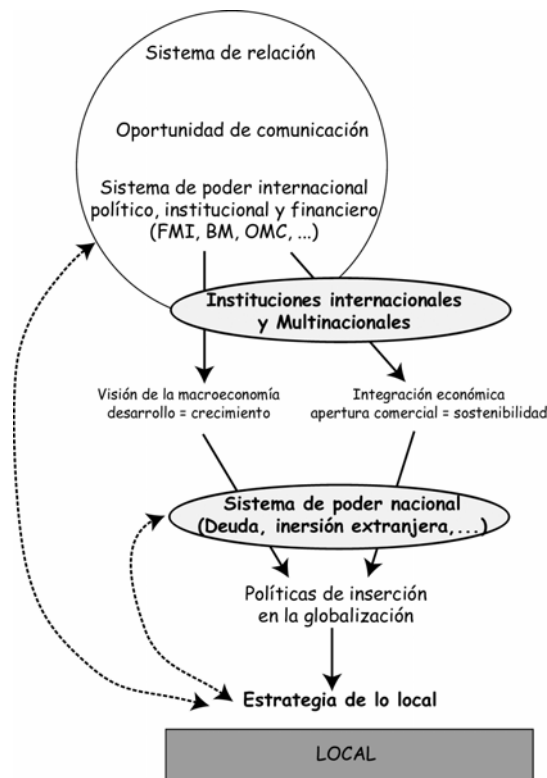 Sistema de relación
Oportunidad de comunicación
Sistema de poder internacional
político, institucional y financiero
(FMI, BM, OMC, ...)
Instituciones internacionales
y Multinacionales
Visión de la macroeconomía
desarrollo = crecimiento
Integración económica
apertura comercial = sostenibilidad
Sistema de poder nacional
(Deuda, inersión extranjera, ...)
Políticas de inserción
en la globalización
Estrategia de lo local
LOCAL